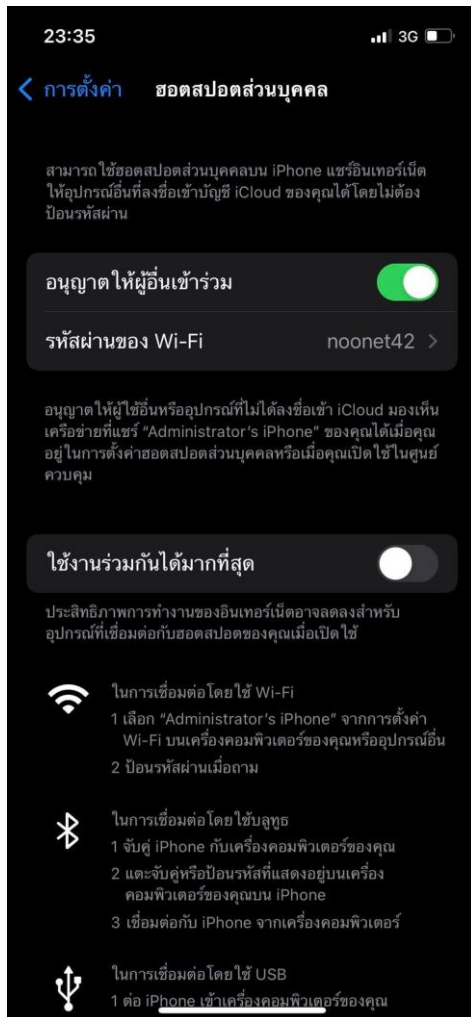 23:35
3G
การตั้งค่า ฮอตสปอตส่วนบุคคล
สามารถใช้ฮอตสปอตส่วนบุคคลบน iPhone แชร์อินเทอร์เน็ต
ให้อุปกรณ์อื่นที่ลงชื่อเข้าบัญชี iCloud ของคุณได้โดยไม่ต้อง
ป้อนรหัสผ่าน
อนุญาตให้ผู้อื่นเข้าร่วม
รหัสผ่านของ Wi-Fi noonet42
อนุญาตให้ผู้ใช้อื่นหรืออุปกรณ์ที่ไม่ได้ลงชื่อเข้า iCloud มองเห็น
เครือข่ายที่แชร์ “Administrator's iPhone” ของคุณได้เมื่อคุณ
อยู่ในการตั้งค่าฮอตสปอตส่วนบุคคลหรือเมื่อคุณเปิดใช้ในศูนย์
ควบคุม
ใช้งานร่วมกันได้มากที่สุด
ประสิทธิภาพการทำงานของอินเทอร์เน็ตอาจลดลงสำหรับ
อุปกรณ์ที่เชื่อมต่อกับฮอตสปอตของคุณเมื่อเปิดใช้
ในการเชื่อมต่อโดยใช้ Wi-Fi
1 เลือก “Administrator's iPhone” จากการตั้งค่า
Wi-Fi บนเครื่องคอมพิวเตอร์ของคุณหรืออุปกรณ์อื่น
2 ป้อนรหัสผ่านเมื่อถาม
ในการเชื่อมต่อโดยใช้บลูทูธ
1 จับคู่ iPhone กับเครื่องคอมพิวเตอร์ของคุณ
2 แตะจับคู่หรือป้อนรหัสที่แสดงอยู่บนเครื่อง
คอมพิวเตอร์ของคุณบน iPhone
3 เชื่อมต่อกับ iPhone จากเครื่องคอมพิวเตอร์
ในการเชื่อมต่อโดยใช้ USB
1 ต่อ iPhone เข้าเครื่องคอมพิวเตอร์ของคุณ